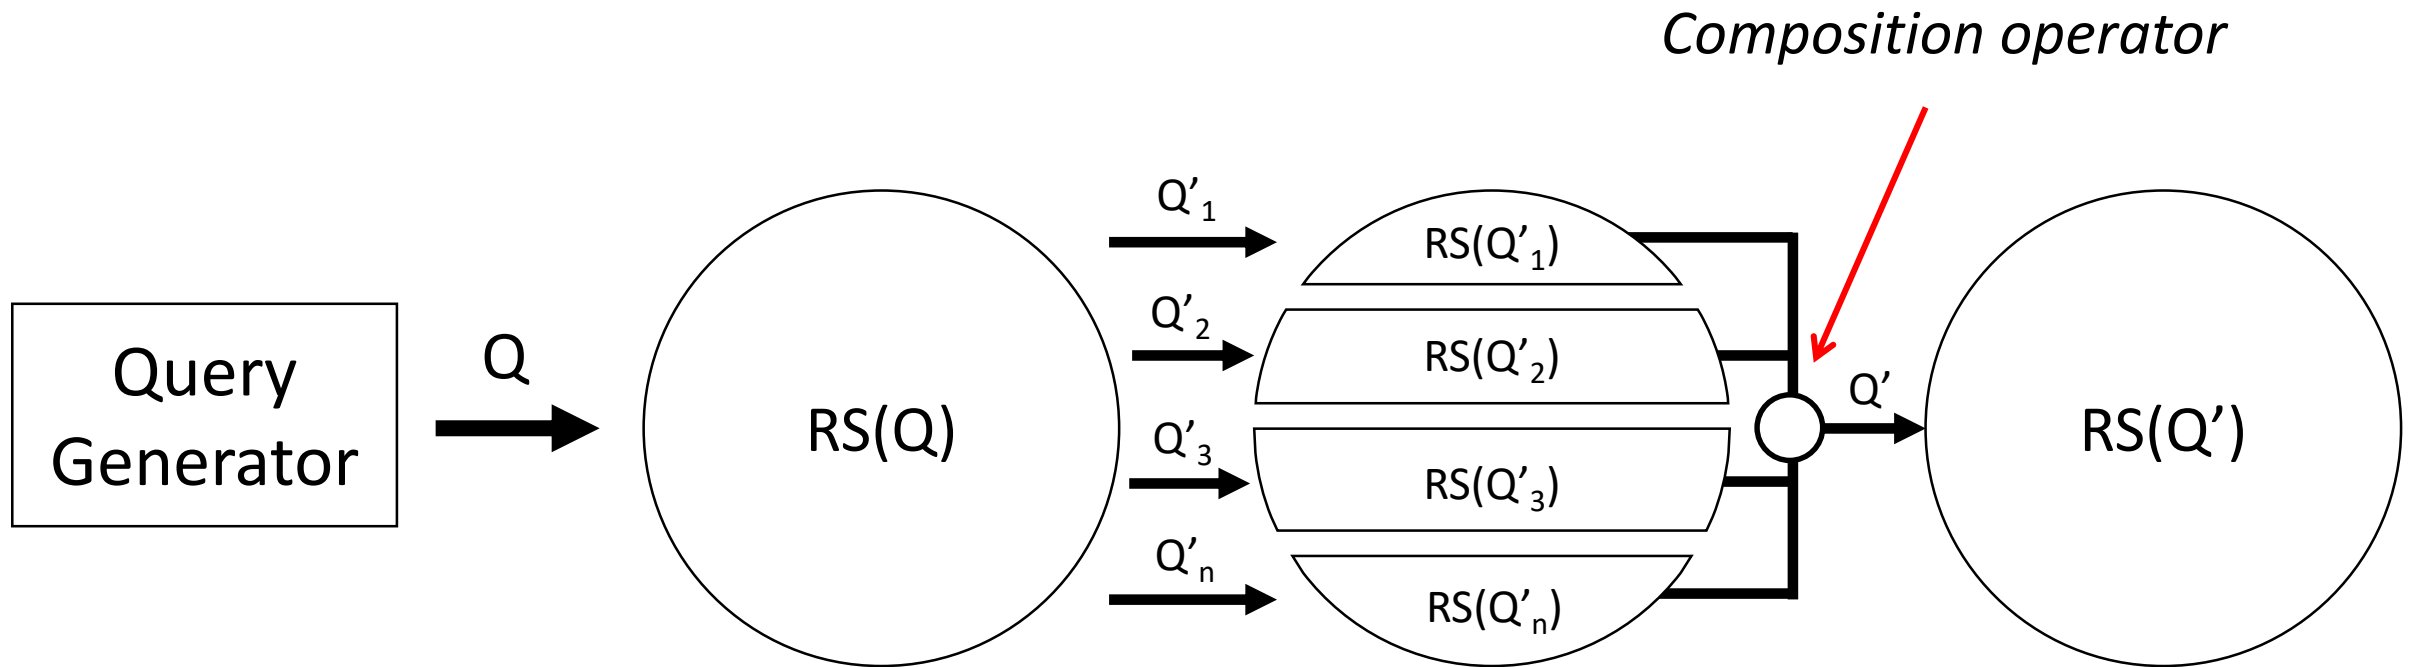 Composition operator
Query
Generator
Q
RS(Q)
Q’1
Q’2
Q’3
Q’n
RS(Q’1)
RS(Q’2)
RS(Q’3)
RS(Q’n)
Q’
RS(Q’)